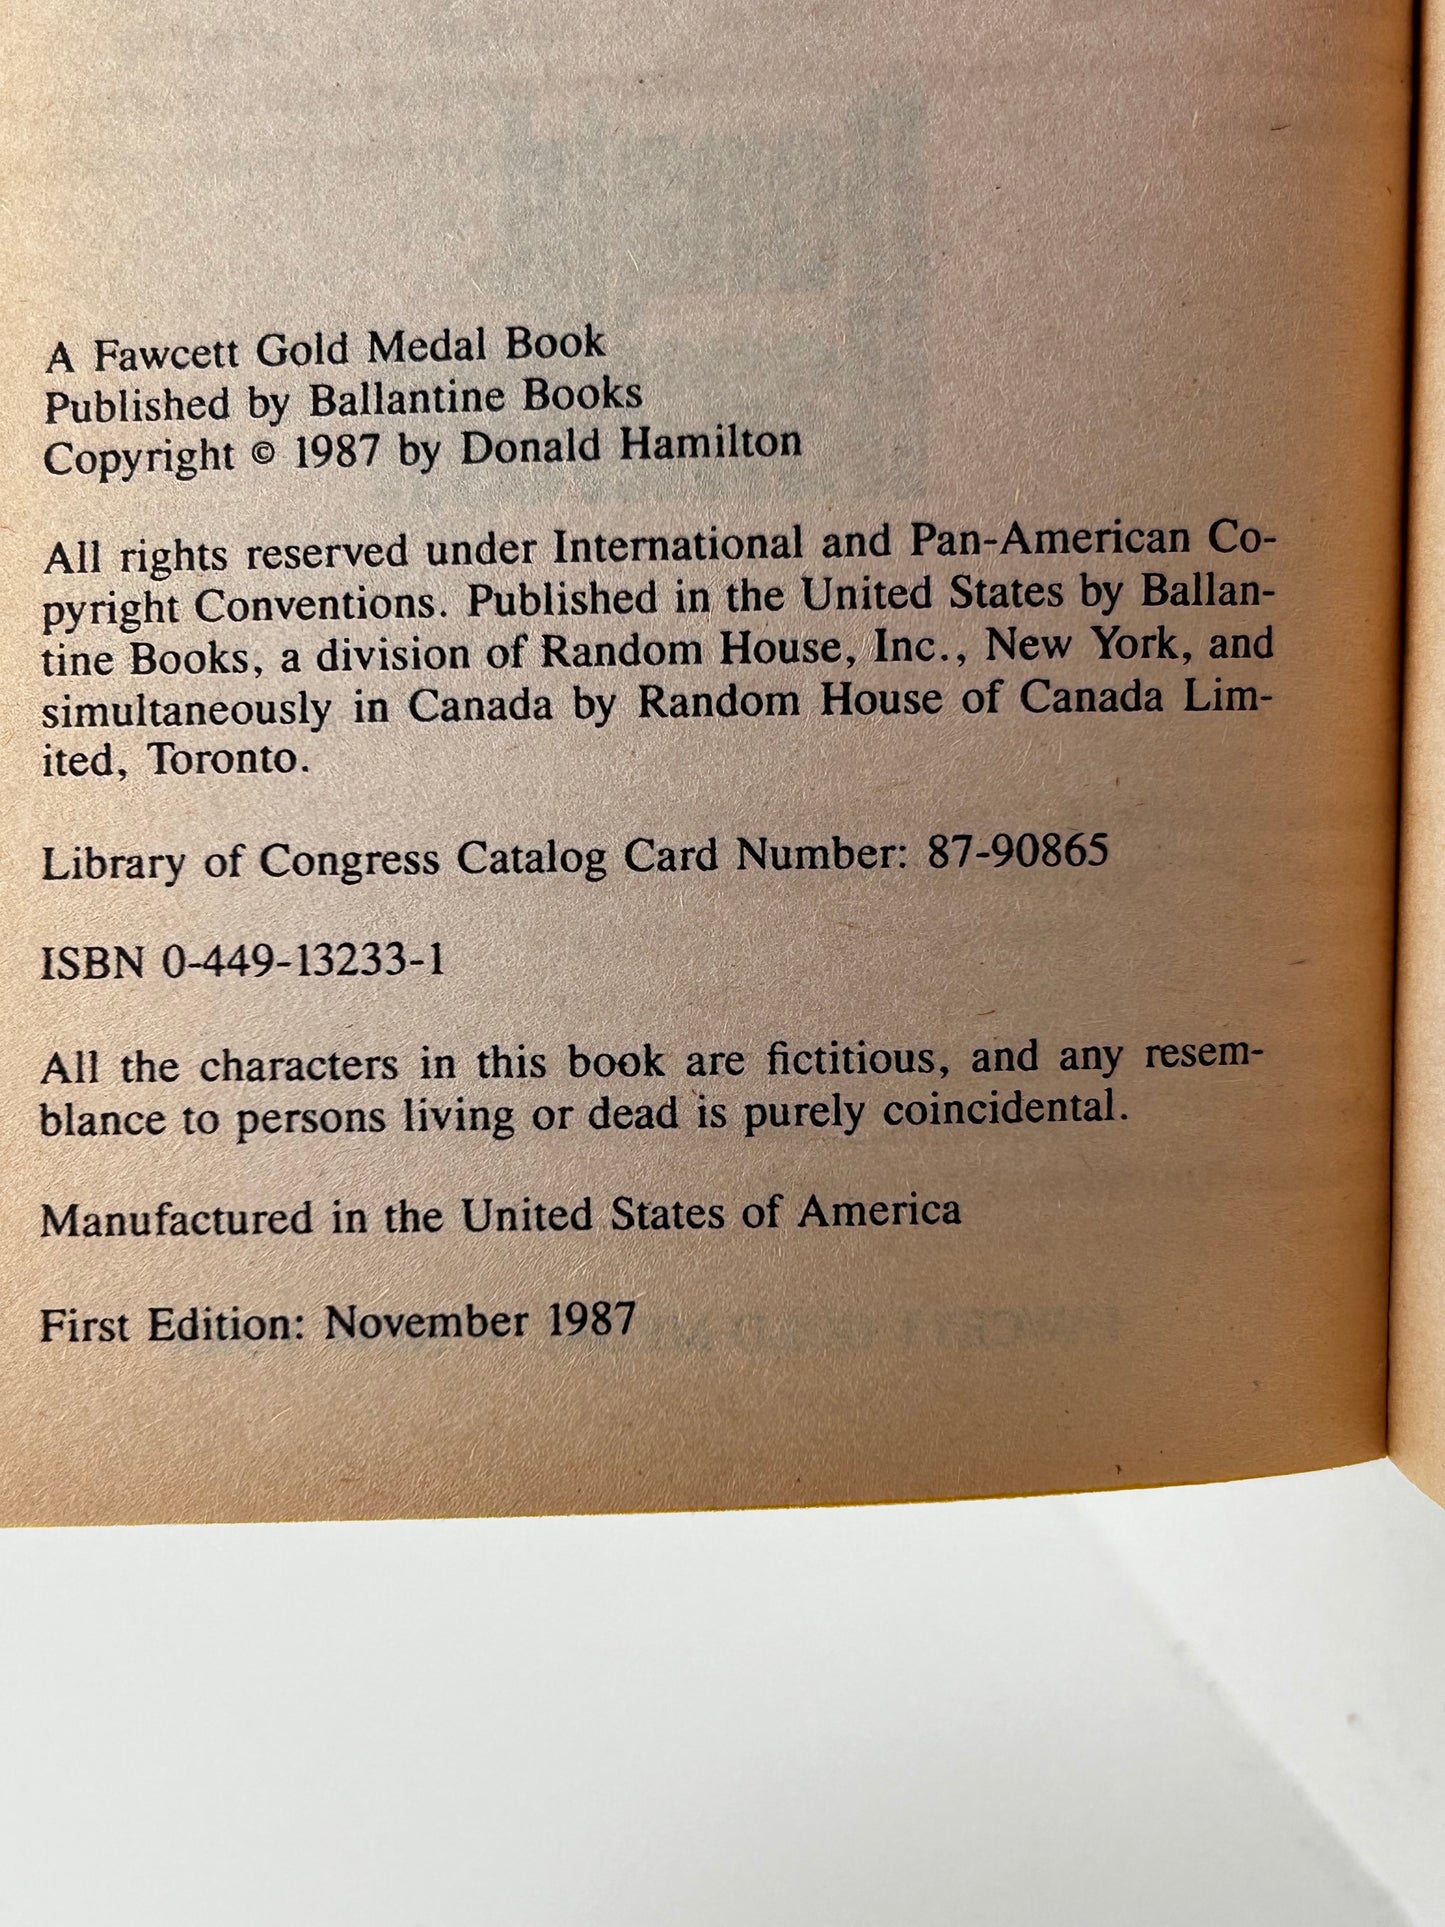 A Fawcett Gold Medal Book
Published by Ballantine Books
Copyright © 1987 by Donald Hamilton
All rights reserved under International and Pan-American Co-
pyright Conventions. Published in the United States by Ballan-
tine Books, a division of Random House, Inc., New York, and
simultaneously in Canada by Random House of Canada Lim-
ited, Toronto.
Library of Congress Catalog Card Number: 87-90865
ISBN 0-449-13233-1
All the characters in this book are fictitious, and any resem-
blance to persons living or dead is purely coincidental.
Manufactured in the United States of America
First Edition: November 1987